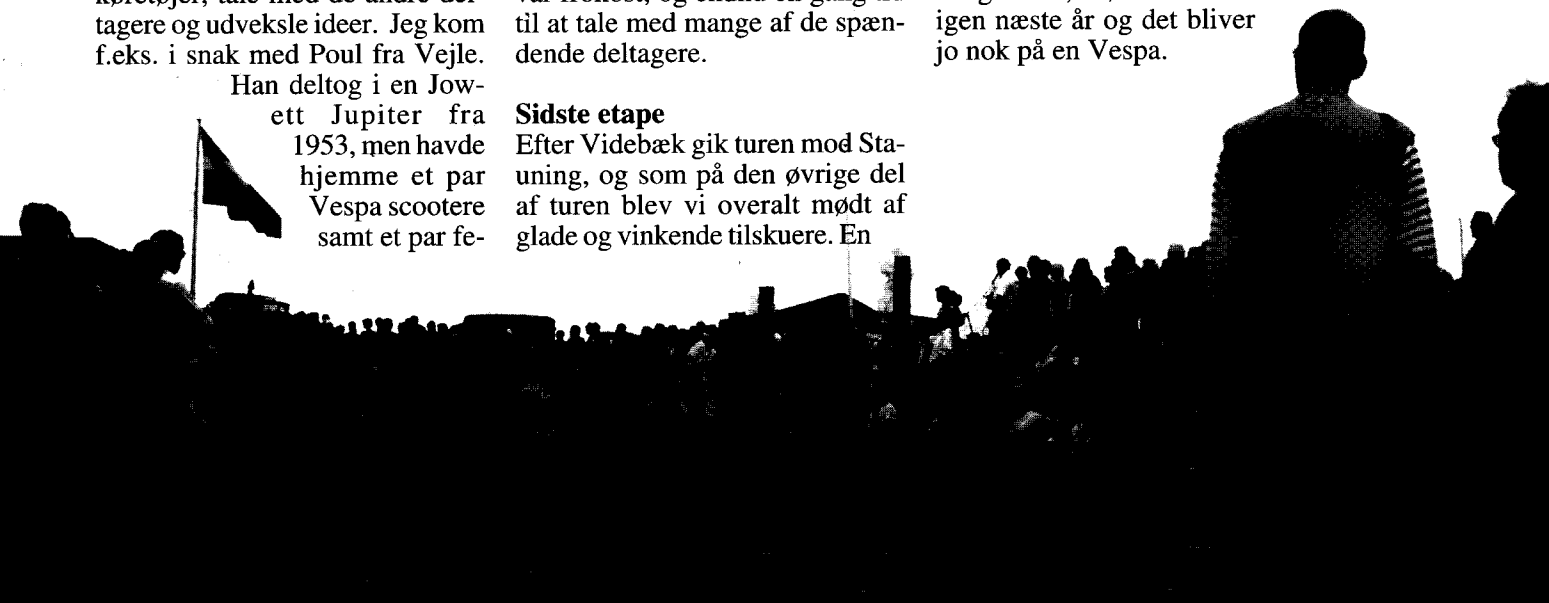 tagere og udveksle ideer. Jeg kom
f.eks. i snak med Poul fra Vejle.
Han deltog i en Jow-
ett Jupiter fra
1953, men havde
hjemme et par
Vespa scootere
samt et par fe-
til at tale med mange af de spæn-
dende deltagere.
Sidste etape
Efter Videbæk gik turen mod Sta-
uning, og som på den øvrige del
af turen blev vi overalt mødt af
glade og vinkende tilskuere. En
igen næste år og det bliver
jo nok på en Vespa.